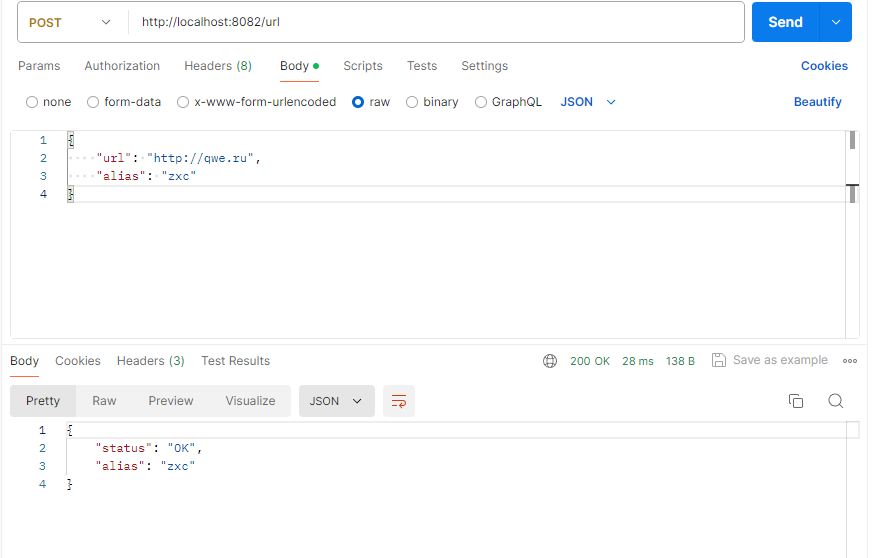 POST http://localhost:8082/url Send
Params Authorization Headers (8) Body Scripts Tests Settings Cookies
none form-data x-www-form-urlencoded raw binary GraphQL JSON Beautify
1 {
2 "url": "http://qwe.ru",
3 "alias": "zxc"
4 }
Body Cookies Headers (3) Test Results 200 OK 28 ms 138 B Save as example
Pretty Raw Preview Visualize JSON
1 {
2 "status": "OK",
3 "alias": "zxc"
4 }